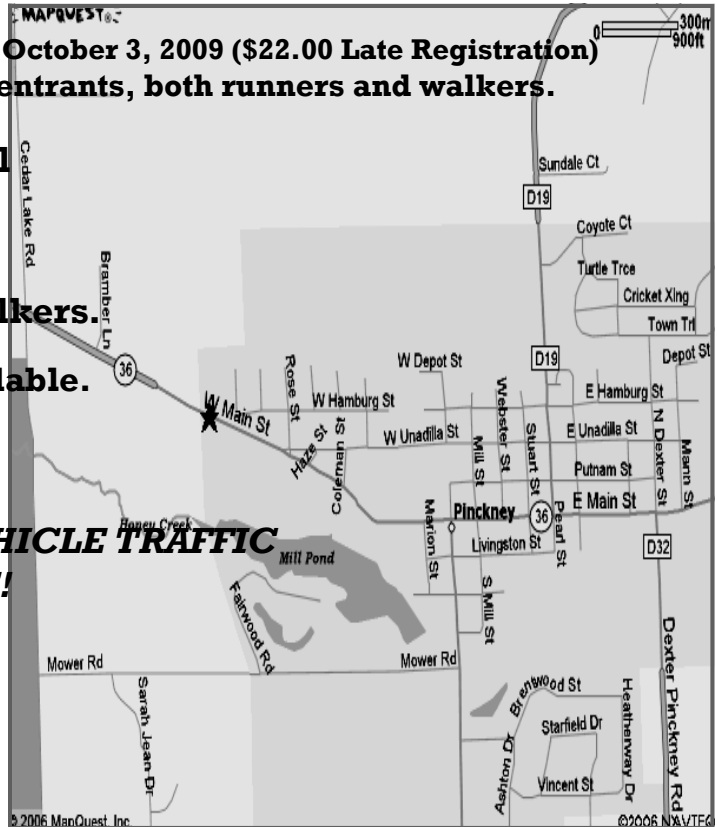 MAPQUEST
300m
0
900ft
October 3, 2009 ($22.00 Late Registration)
entrants, both runners and walkers.
Cedar Lake Rd
Sundale Ct
D19
Coyote Ct
Bramber Ln
Turtle Trce
Cricket Xing
lkers.
Town Trl
36
D19
Depot St
W Depot St
lable.
Rose St
W Hamburg St
E Hamburg St
W Main St
Webster St
Stuart St
N Dexter St
Haze St
Coleman St
W Unadilla St
Mill St
E Unadilla St
Mann St
Putnam St
E Main St
Marion St
Pinckney
36
Pearl St
Honey Creek
HICLE TRAFFIC
Livingston St
D32
Mill Pond
!
Fairwood Rd
S Mill St
Mower Rd
Mower Rd
Dexter Pinckney Rd
Sarah Jean Dr
Brentwood St
Heatherway Dr
Starfield Dr
Ashton Dr
Vincent St
© 2006 MapQuest, Inc.
©2006 NAVTEQ